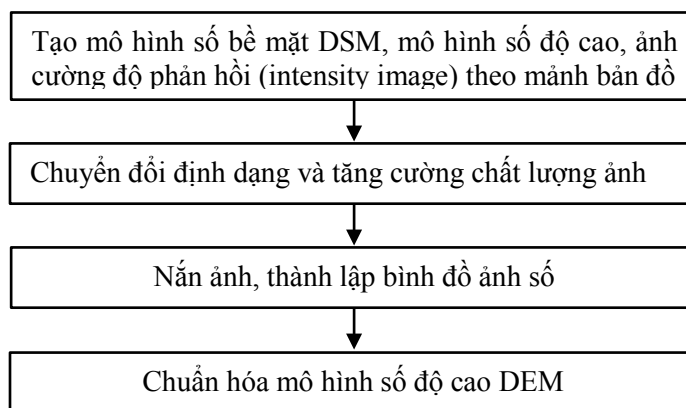 Tạo mô hình số bề mặt DSM, mô hình số độ cao, ảnh
cường độ phản hồi (intensity image) theo mảnh bản đồ
Chuyển đổi định dạng và tăng cường chất lượng ảnh
Nắn ảnh, thành lập bình đồ ảnh số
Chuẩn hóa mô hình số độ cao DEM